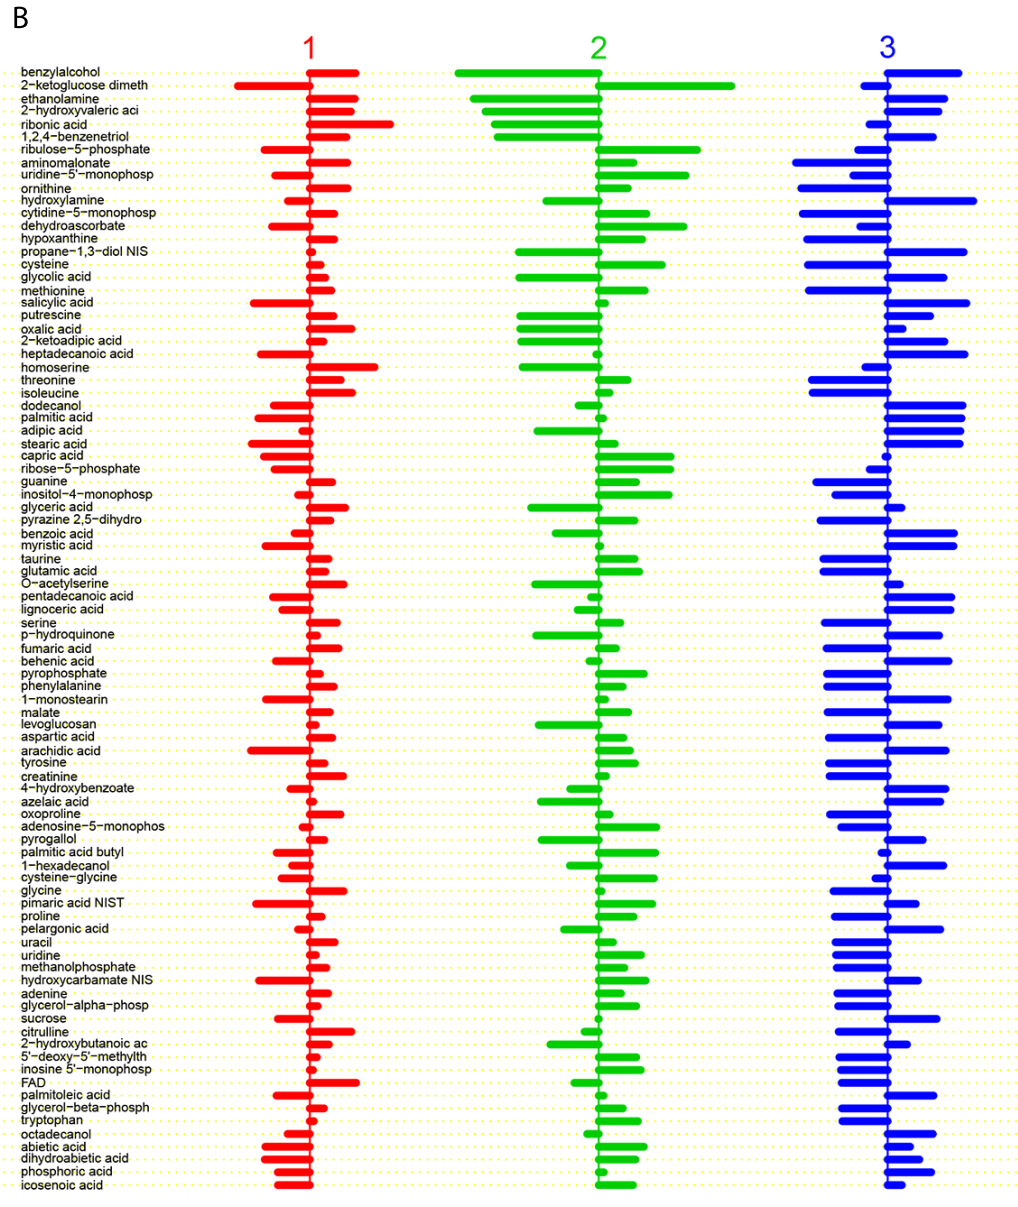 B
1 2 3
benzylalcohol
2−ketoglucose dimeth
ethanolamine
2−hydroxyvaleric aci
ribonic acid
1,2,4−benzenetriol
ribulose−5−phosphate
aminomalonate
uridine−5'−monophosp
ornithine
hydroxylamine
cytidine−5−monophosp
dehydroascorbate
hypoxanthine
propane−1,3−diol NIS
cysteine
glycolic acid
methionine
salicylic acid
putrescine
oxalic acid
2−ketoadipic acid
heptadecanoic acid
homoserine
threonine
isoleucine
dodecanol
palmitic acid
adipic acid
stearic acid
capric acid
ribose−5−phosphate
guanine
inositol−4−monophosp
glyceric acid
pyrazine 2,5−dihydro
benzoic acid
myristic acid
taurine
glutamic acid
O−acetylserine
pentadecanoic acid
lignoceric acid
serine
p−hydroquinone
fumaric acid
behenic acid
pyrophosphate
phenylalanine
1−monostearin
malate
levoglucosan
aspartic acid
arachidic acid
tyrosine
creatinine
4−hydroxybenzoate
azelaic acid
oxoproline
adenosine−5−monophos
pyrogallol
palmitic acid butyl
1−hexadecanol
cysteine−glycine
glycine
pimaric acid NIST
proline
pelargonic acid
uracil
uridine
methanolphosphate
hydroxycarbamate NIS
adenine
glycerol−alpha−phosp
sucrose
citrulline
2−hydroxybutanoic ac
5'−deoxy−5'−methylth
inosine 5'−monophosp
FAD
palmitoleic acid
glycerol−beta−phosph
tryptophan
octadecanol
abietic acid
dihydroabietic acid
phosphoric acid
icosenoic acid